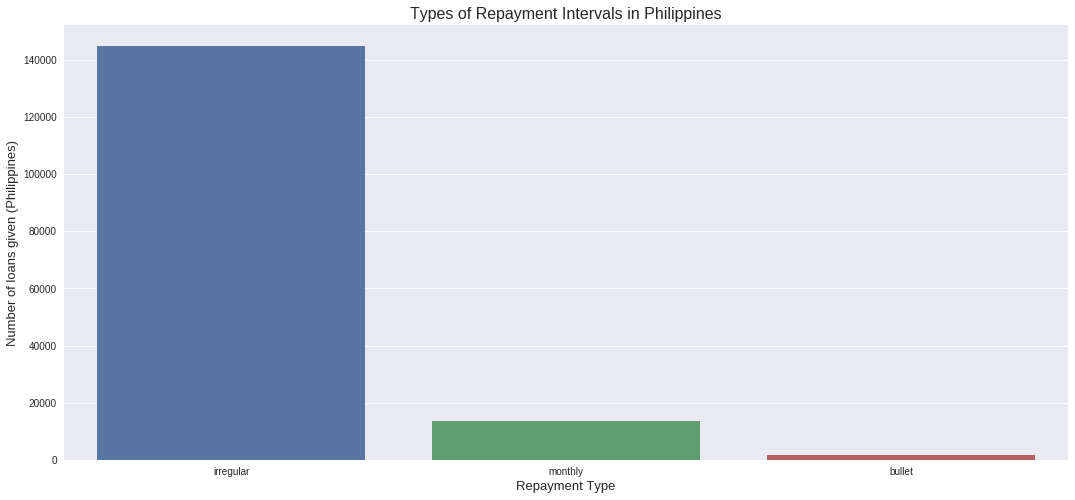 Types of Repayment Intervals in Philippines
Number of loans given (Philippines)
140000
120000
100000
80000
60000
40000
20000
0
irregular
monthly
bullet
Repayment Type